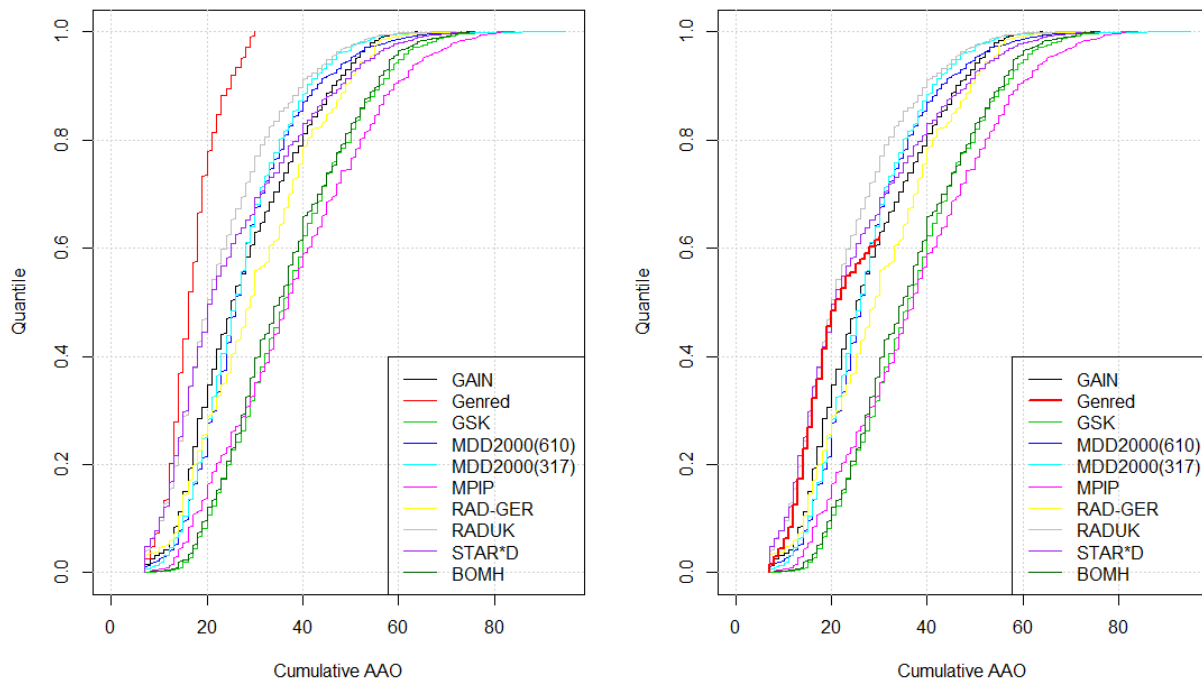 1.0
0.8
0.6
0.4
0.2
0.0
Quantile
0
20
40
60
80
Cumulative AAO
GAIN
Genred
GSK
MDD2000(610)
MDD2000(317)
MPIP
RAD-GER
RADUK
STAR*D
BOMH
1.0
0.8
0.6
0.4
0.2
0.0
Quantile
0
20
40
60
80
Cumulative AAO
GAIN
Genred
GSK
MDD2000(610)
MDD2000(317)
MPIP
RAD-GER
RADUK
STAR*D
BOMH